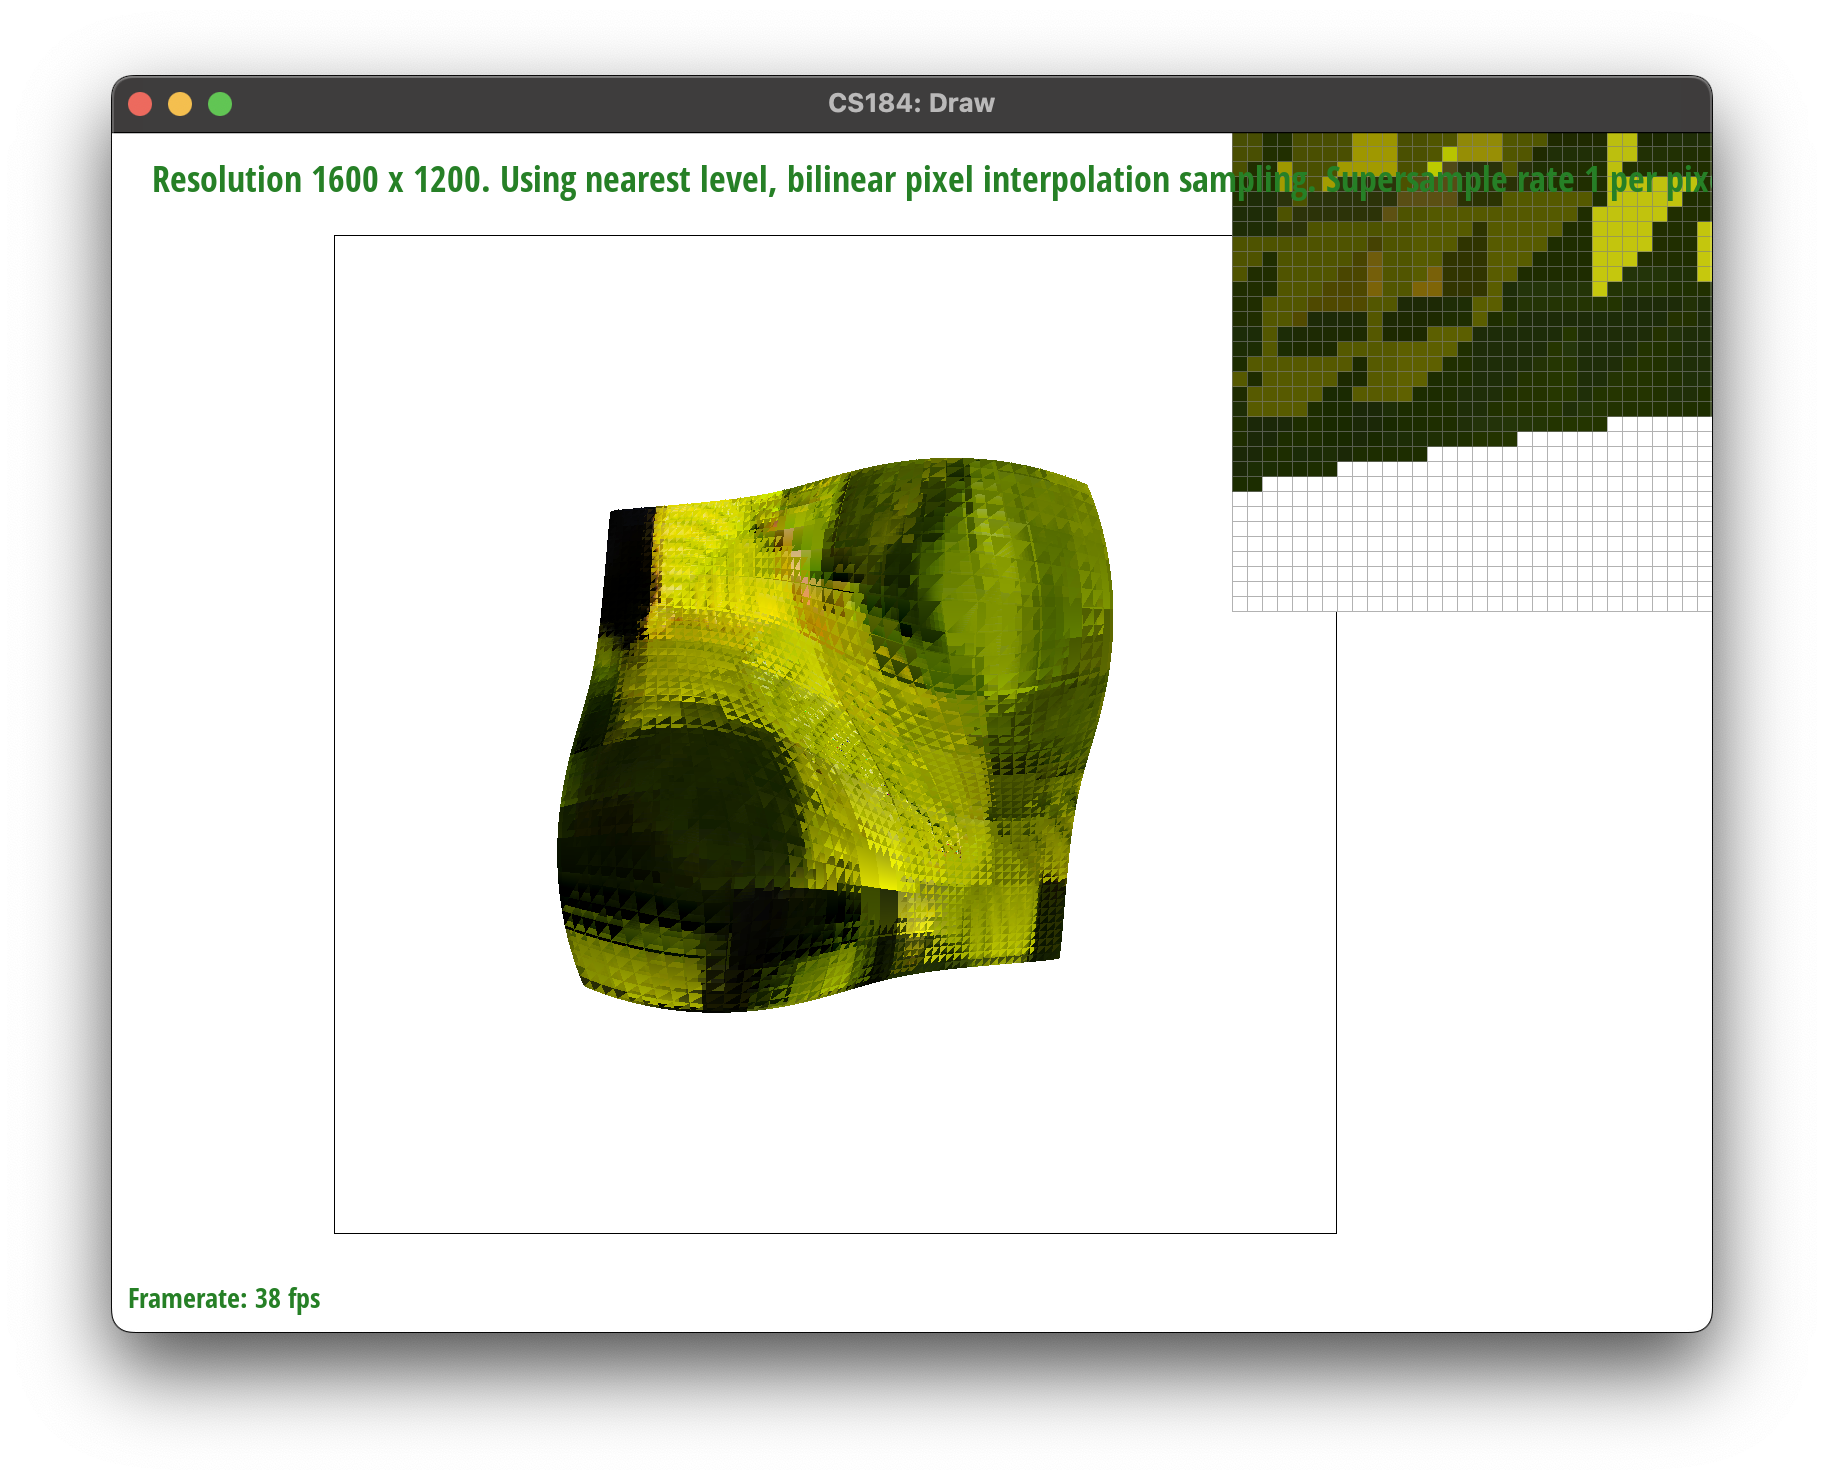 CS184: Draw
Resolution 1600 x 1200. Using nearest level, bilinear pixel interpolation sampling. Supersample rate 1 per pix
Framerate: 38 fps